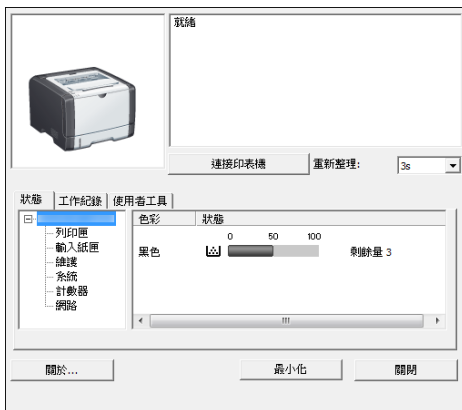 就緒
連接印表機
重新整理:
3s
狀態
工作紀錄
使用者工具
列印匣
輸入紙匣
維護
系統
計數器
網路
色彩
狀態
0 50 100
黑色
剩餘量 3
關於...
最小化
關閉